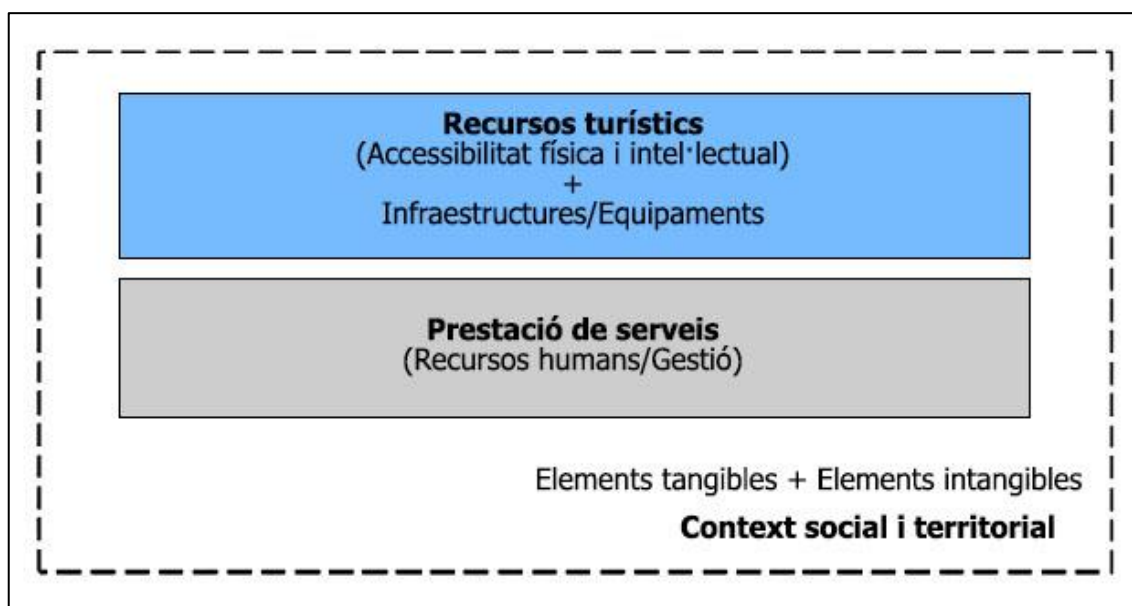 Recursos turístics
(Accessibilitat física i intel·lectual)
+
Infraestructures/Equipaments
Prestació de serveis
(Recursos humans/Gestió)
Elements tangibles + Elements intangibles
Context social i territorial